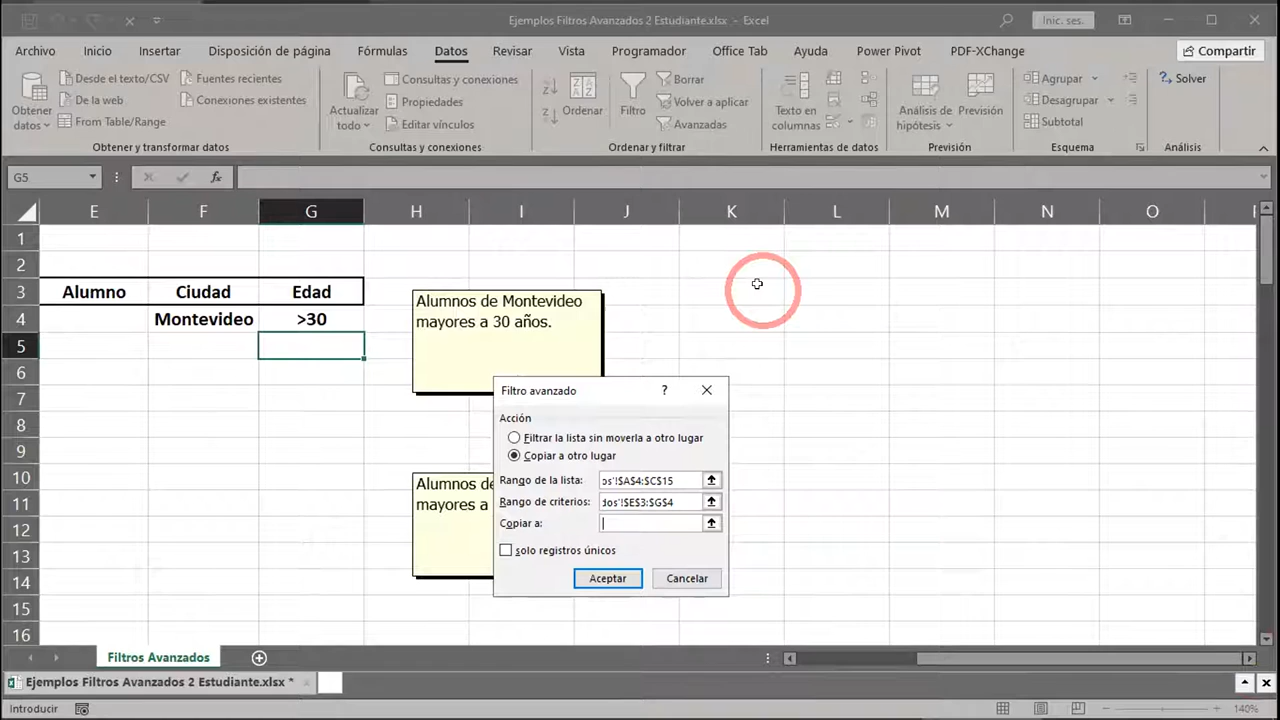 Ejemplos Filtros Avanzados 2 Estudiante.xlsx - Excel
Inic. ses.
Archivo Inicio Insertar Disposición de página Fórmulas Datos Revisar Vista Programador Office Tab Ayuda Power Pivot PDF-XChange Compartir
Obtener datos
Desde el texto/CSV
De la web
From Table/Range
Fuentes recientes
Conexiones existentes
Obtener y transformar datos
Actualizar todo
Consultas y conexiones
Propiedades
Editar vínculos
Consultas y conexiones
Ordenar
Filtro
Borrar
Volver a aplicar
Avanzadas
Ordenar y filtrar
Texto en columnas
Herramientas de datos
Análisis de hipótesis
Previsión
Previsión
Agrupar
Desagrupar
Subtotal
Esquema
Solver
Análisis
G5
fx
E F G H I J K L M N O
1
2
3 Alumno Ciudad Edad
4 Montevideo >30
5
6
7
8
9
10
11
12
13
14
15
16
Alumnos de Montevideo
mayores a 30 años.
Alumnos de
mayores a
Filtro avanzado ?
Acción
Filtrar la lista sin moverla a otro lugar
Copiar a otro lugar
Rango de la lista: os'!$A$4:$C$15
Rango de criterios: dos'!$E$3:$G$4
Copiar a:
Solo registros únicos
Aceptar Cancelar
Filtros Avanzados
Ejemplos Filtros Avanzados 2 Estudiante.xlsx *
Introducir
140%